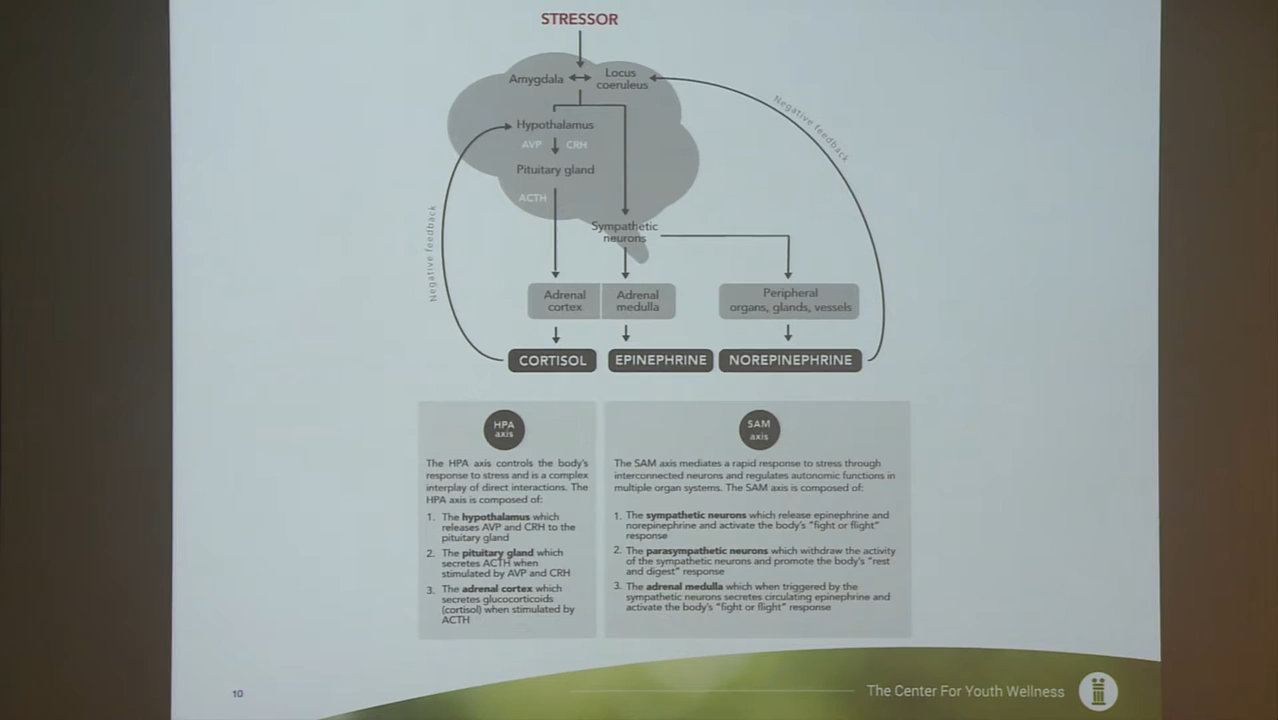 STRESSOR
Amygdala
Locus
coeruleus
Negative feedback
Hypothalamus
AVP
CRH
Pituitary gland
ACTH
Negative feedback
Sympathetic
neurons
Adrenal
cortex
Adrenal
medulla
Peripheral
organs, glands, vessels
CORTISOL
EPINEPHRINE
NOREPINEPHRINE
HPA
axis
The HPA axis controls the body's
response to stress and is a complex
interplay of direct interactions. The
HPA axis is composed of:
1. The hypothalamus which
releases AVP and CRH to the
pituitary gland
2. The pituitary gland which
secretes ACTH when
stimulated by AVP and CRH
3. The adrenal cortex which
secretes glucocorticoids
(cortisol) when stimulated by
ACTH
SAM
axis
The SAM axis mediates a rapid response to stress through
interconnected neurons and regulates autonomic functions in
multiple organ systems. The SAM axis is composed of:
1. The sympathetic neurons which release epinephrine and
norepinephrine and activate the body's "fight or flight"
response
2. The parasympathetic neurons which withdraw the activity
of the sympathetic neurons and promote the body's "rest
and digest" response
3. The adrenal medulla which when triggered by the
sympathetic neurons secretes circulating epinephrine and
activate the body's "fight or flight" response
10
The Center For Youth Wellness